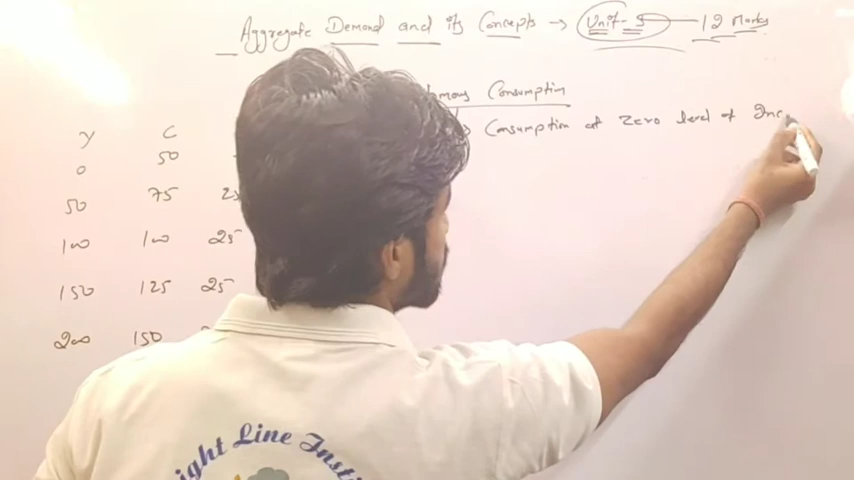 Aggregate Demand and its Concepts → Unit-5 — 12 Marks
Consumption
Consumption at Zero level of Inc
Y C
0 50
50 75 25
100 100 25
150 125 25
200 150
ight Line Insti